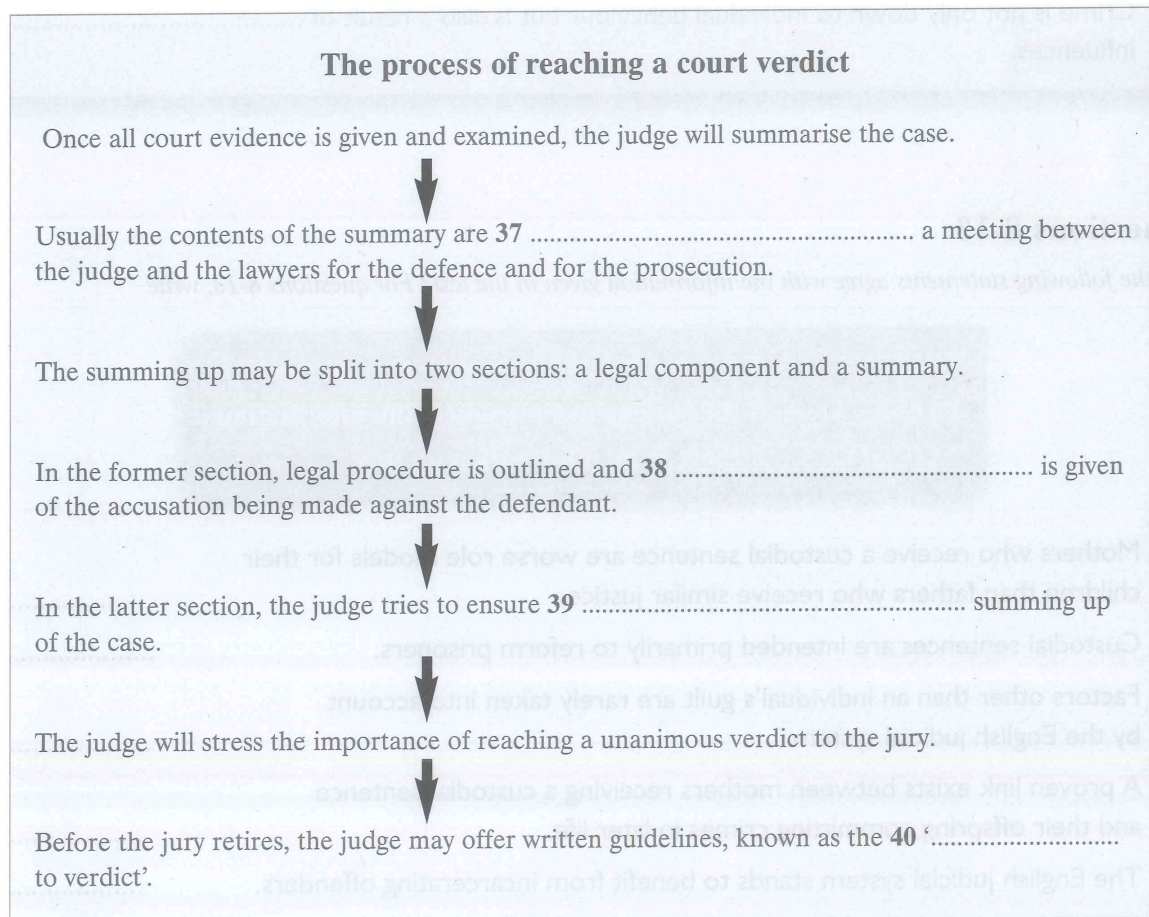 The process of reaching a court verdict
Once all court evidence is given and examined, the judge will summarise the case.
Usually the contents of the summary are 37 ........................................................ a meeting between
the judge and the lawyers for the defence and for the prosecution.
The summing up may be split into two sections: a legal component and a summary.
In the former section, legal procedure is outlined and 38 ..................................................... is given
of the accusation being made against the defendant.
In the latter section, the judge tries to ensure 39 ........................................................ summing up
of the case.
The judge will stress the importance of reaching a unanimous verdict to the jury.
Before the jury retires, the judge may offer written guidelines, known as the 40 ‘............................
to verdict’.